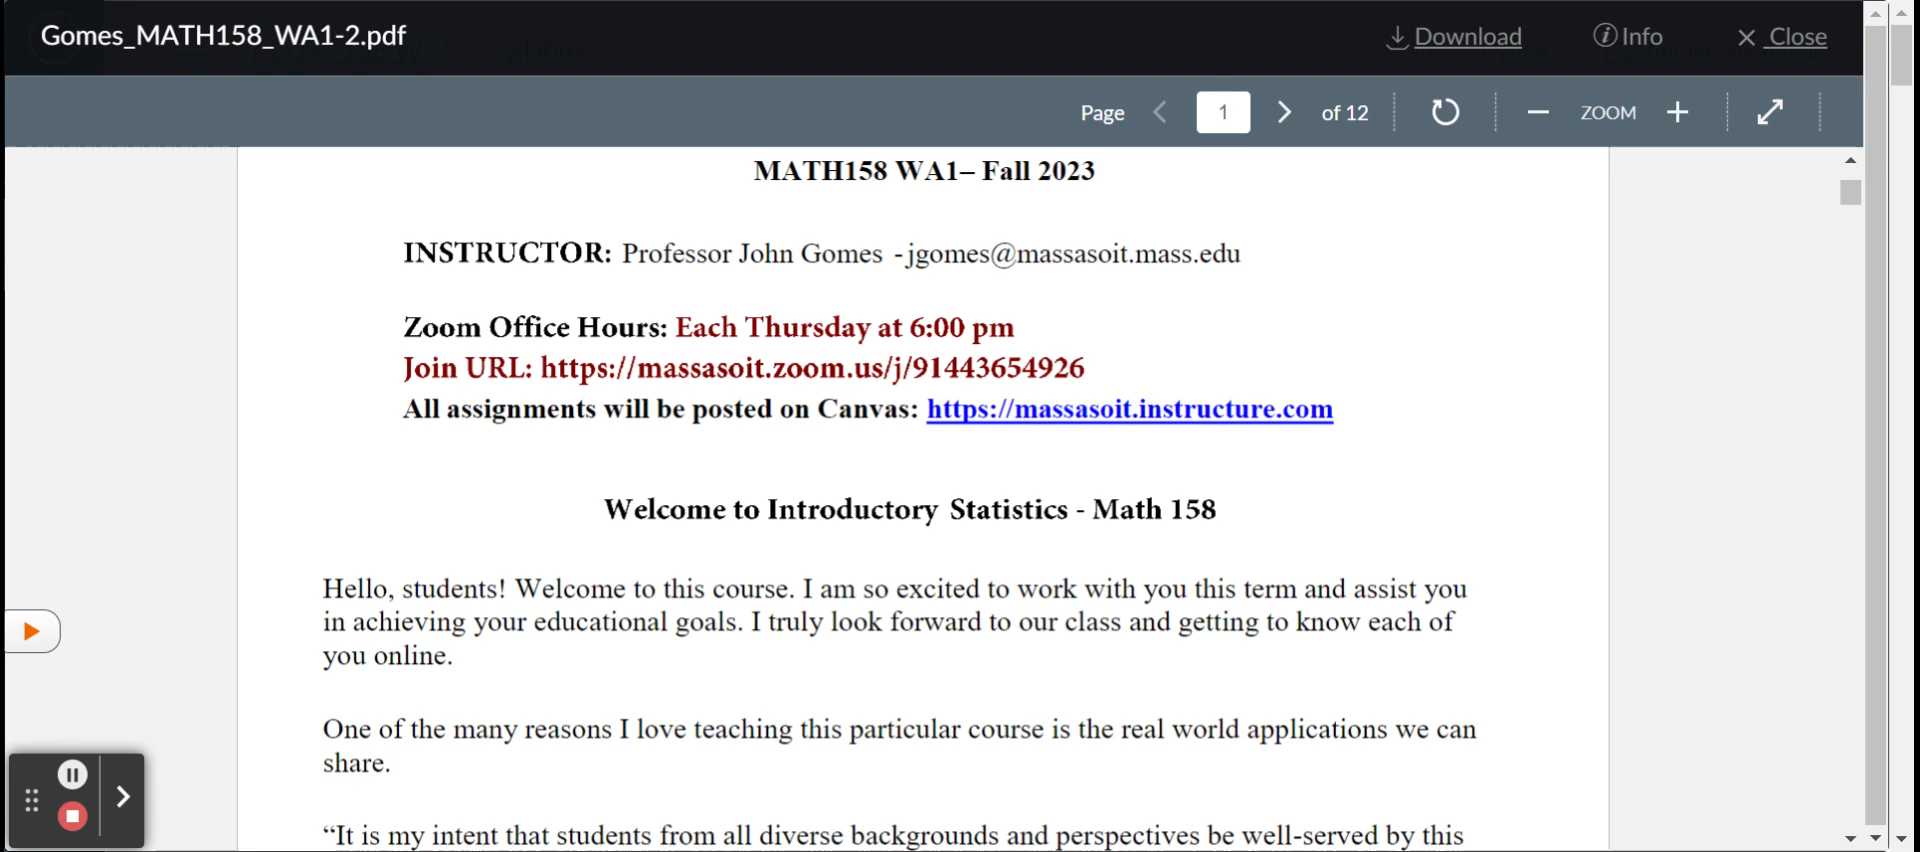 Gomes_MATH158_WA1-2.pdf
Download
Info
Close
Page
1
of 12
ZOOM
MATH158 WA1– Fall 2023
INSTRUCTOR: Professor John Gomes -jgomes@massasoit.mass.edu
Zoom Office Hours: Each Thursday at 6:00 pm
Join URL: https://massasoit.zoom.us/j/91443654926
All assignments will be posted on Canvas: https://massasoit.instructure.com
Welcome to Introductory Statistics - Math 158
Hello, students! Welcome to this course. I am so excited to work with you this term and assist you
in achieving your educational goals. I truly look forward to our class and getting to know each of
you online.
One of the many reasons I love teaching this particular course is the real world applications we can
share.
“It is my intent that students from all diverse backgrounds and perspectives be well-served by this